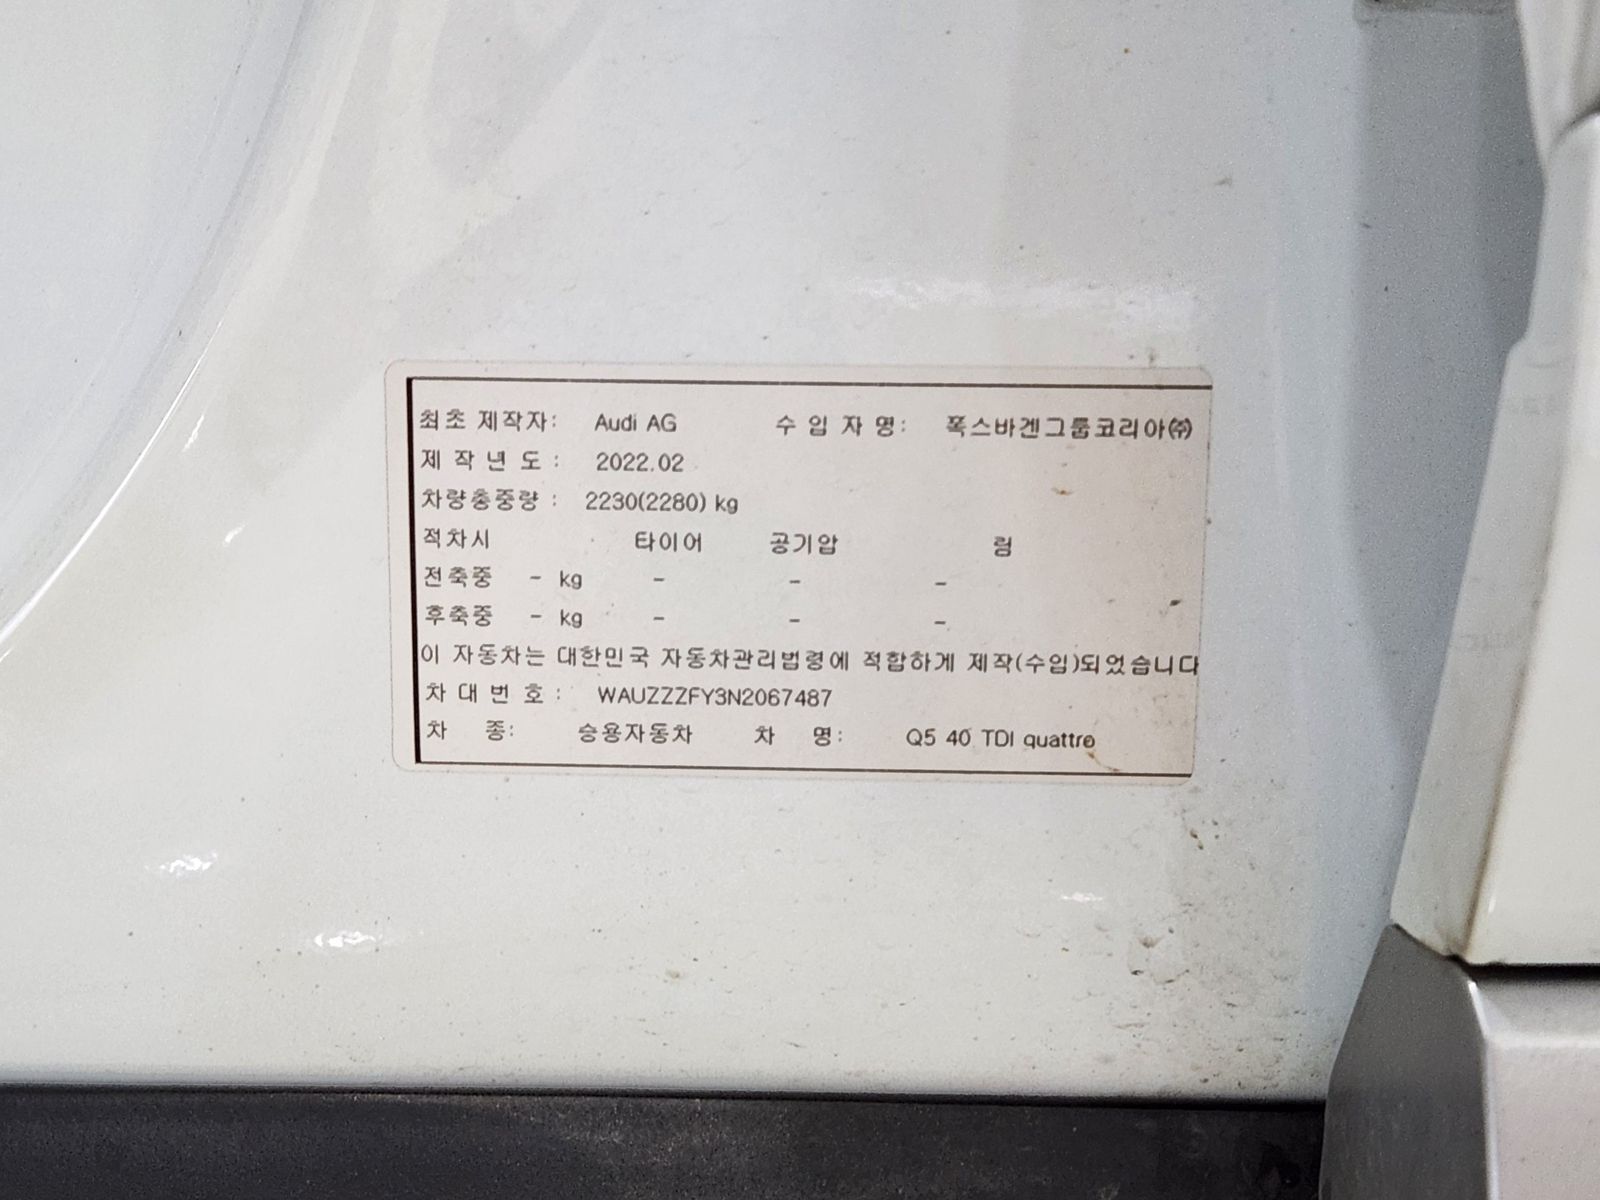 최초 제작자: Audi AG 수 입 자 명: 폭스바겐그룹코리아㈜
제 작 년 도 : 2022.02
차량총중량 : 2230(2280) kg
적차시 타이어 공기압 림
전축중 - kg - - -
후축중 - kg - - -
이 자동차는 대한민국 자동차관리법령에 적합하게 제작(수입)되었습니다
차 대 번 호 : WAUZZZFY3N2067487
차 종: 승용자동차 차 명: Q5 40 TDI quattro